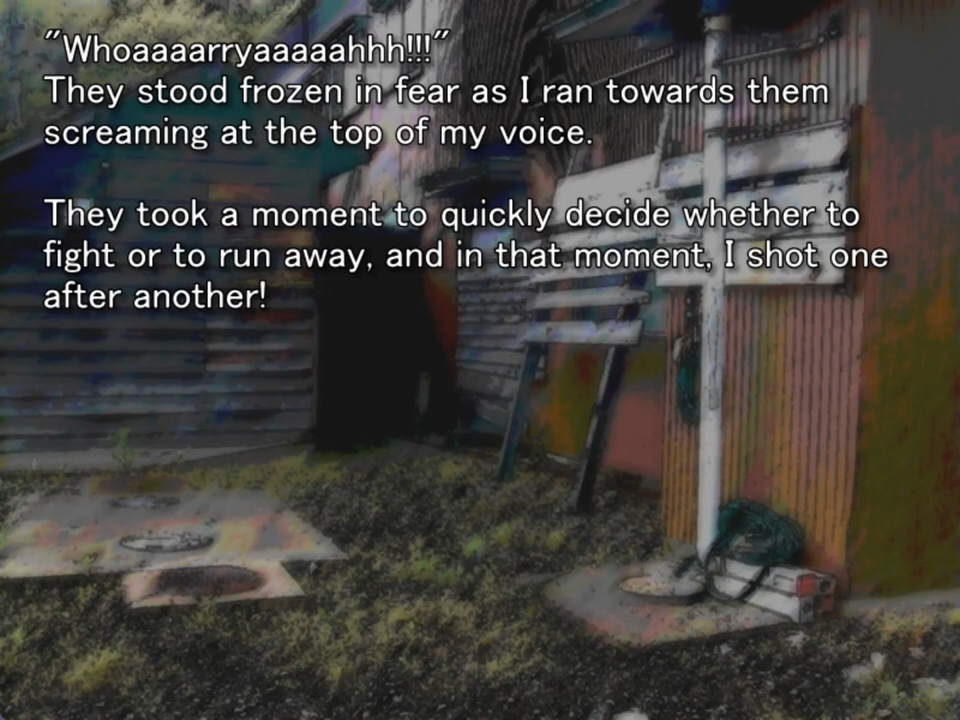 "Whoaaaarryaaaaahhh!!!"
They stood frozen in fear as I ran towards them
screaming at the top of my voice.
They took a moment to quickly decide whether to
fight or to run away, and in that moment, I shot one
after another!